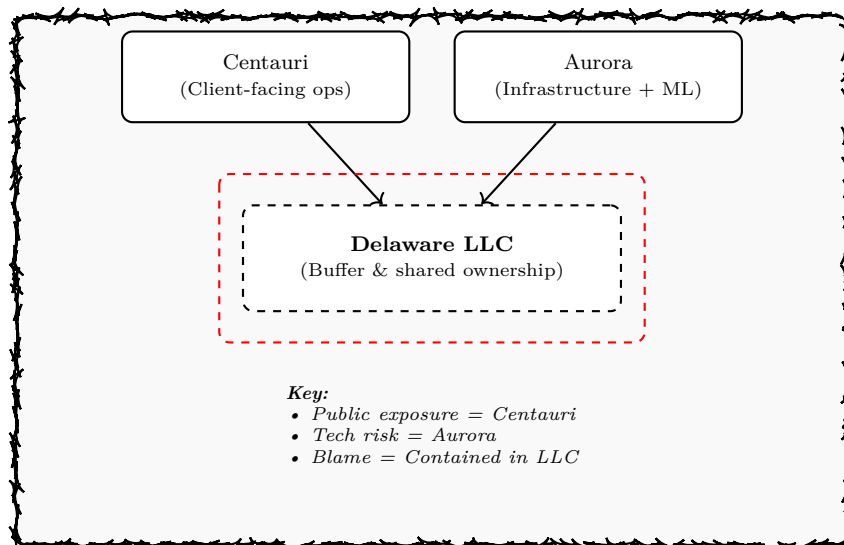 Centauri
(Client-facing ops)
Aurora
(Infrastructure + ML)
Delaware LLC
(Buffer & shared ownership)
Key:
• Public exposure = Centauri
• Tech risk = Aurora
• Blame = Contained in LLC